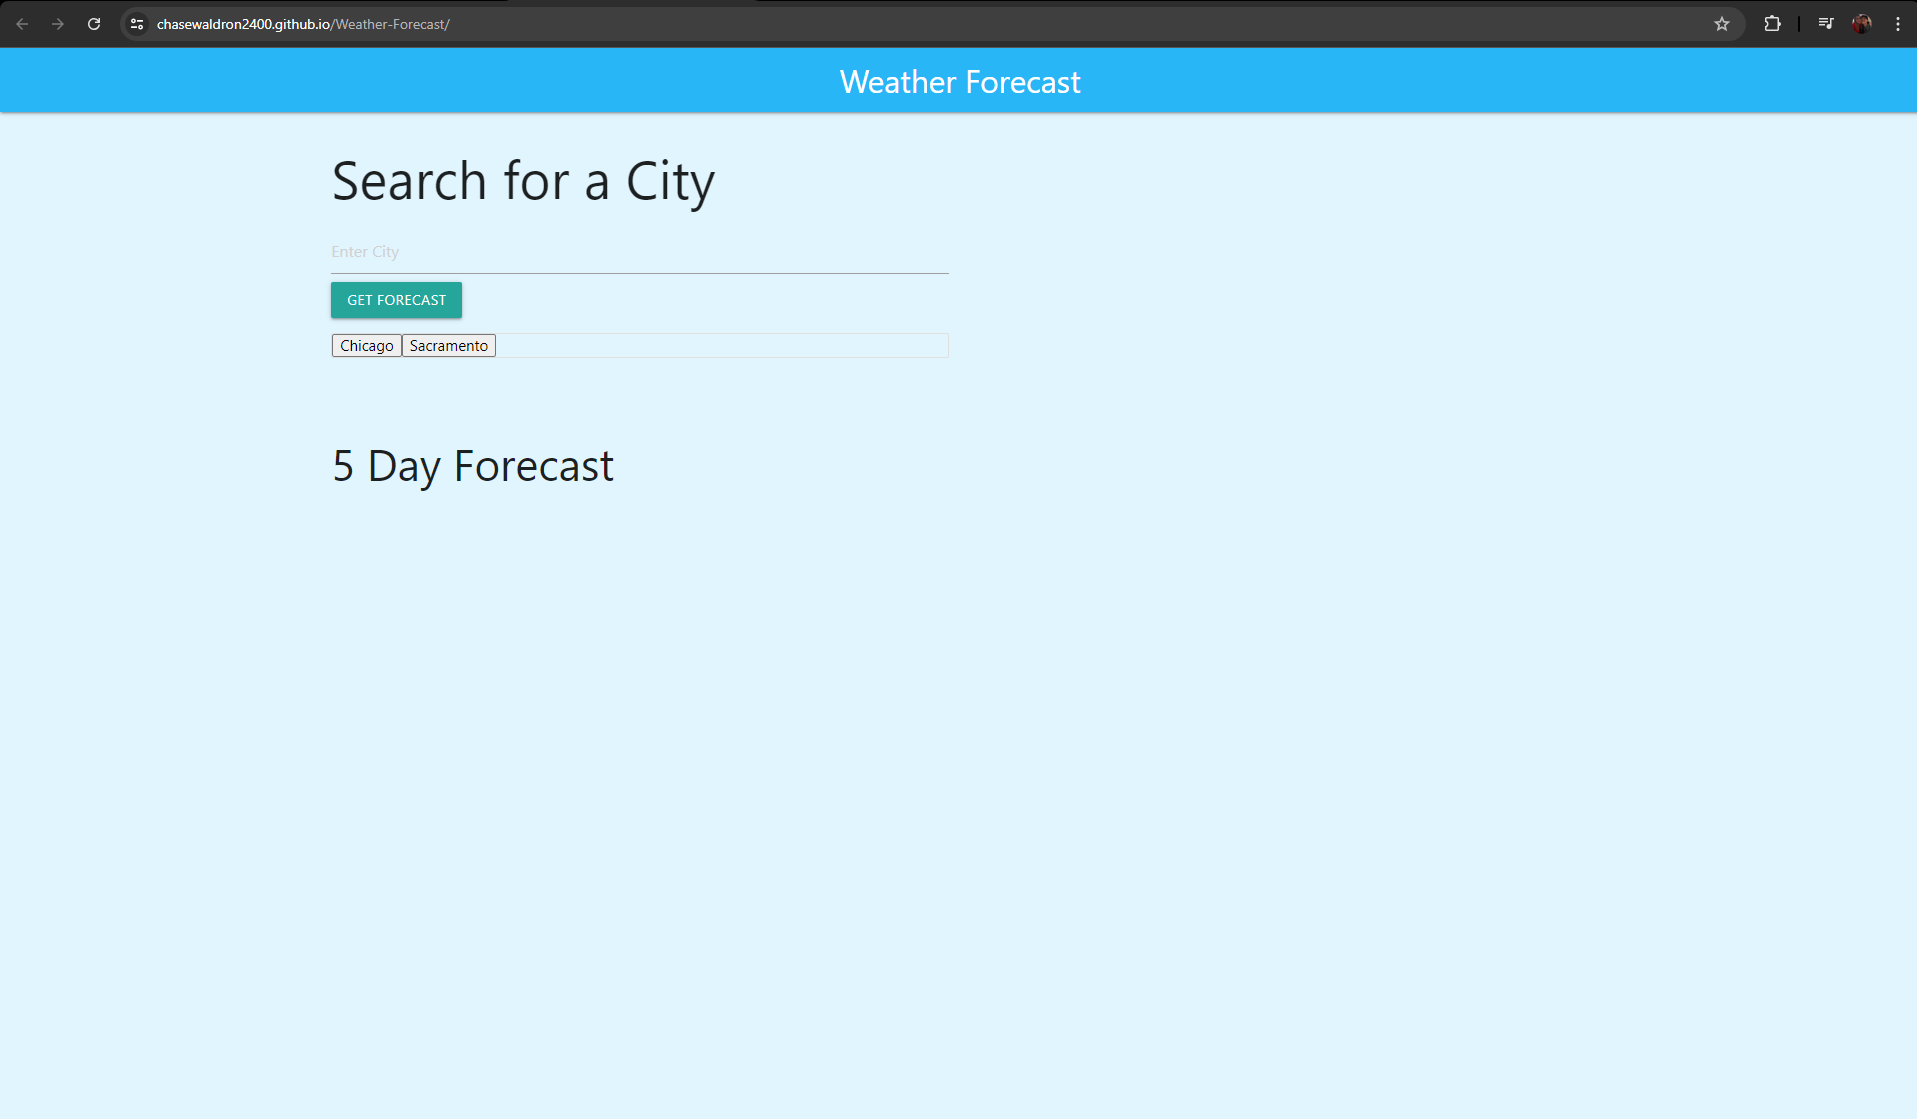 chasewaldron2400.github.io/Weather-Forecast/
Weather Forecast
Search for a City
Enter City
GET FORECAST
Chicago Sacramento
5 Day Forecast